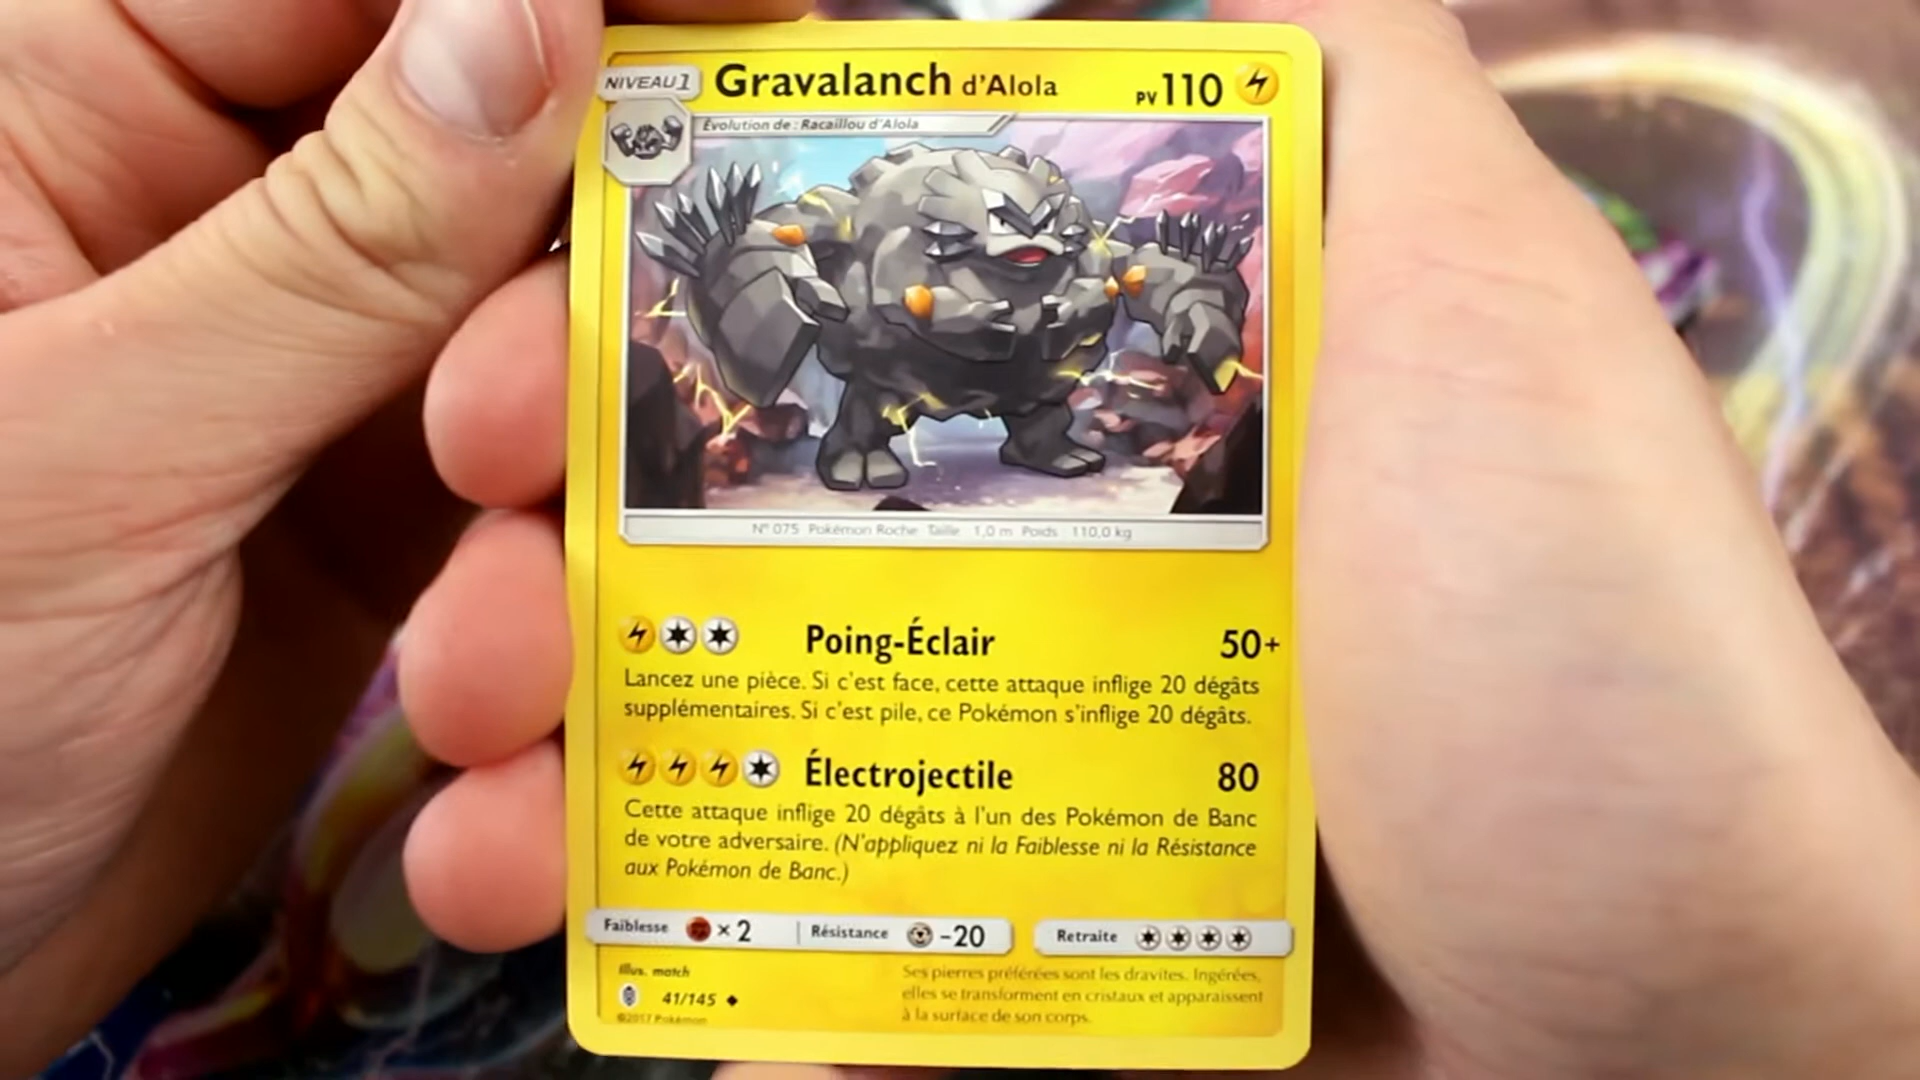 NIVEAU 1
Gravalanch d'Alola
PV 110
Évolution de : Racaillou d'Alola
N° 075 Pokémon Roche Taille : 1,0 m Poids : 110,0 kg
Poing-Éclair 50+
Lancez une pièce. Si c'est face, cette attaque inflige 20 dégâts
supplémentaires. Si c'est pile, ce Pokémon s'inflige 20 dégâts.
Électrojectile 80
Cette attaque inflige 20 dégâts à l'un des Pokémon de Banc
de votre adversaire. (N'appliquez ni la Faiblesse ni la Résistance
aux Pokémon de Banc.)
Faiblesse × 2 Résistance -20 Retraite
Illus. match
41/145
©2017 Pokémon
Ses pierres préférées sont les dravites. Ingérées,
elles se transforment en cristaux et apparaissent
à la surface de son corps.